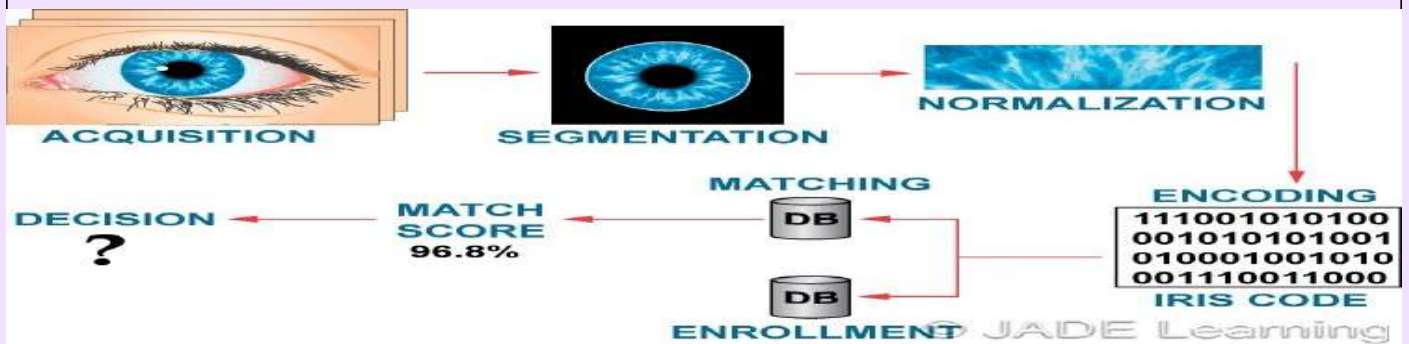 ACQUISITION
SEGMENTATION
NORMALIZATION
ENCODING
111001010100
001010101001
010001001010
001110011000
IRIS CODE
MATCHING
DB
DB
ENROLLMENT
MATCH
SCORE
96.8%
DECISION
?
© JADE Learning